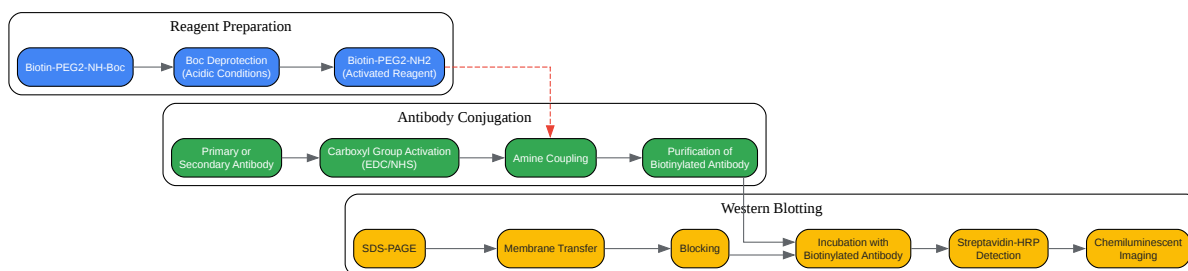 Reagent Preparation
Biotin-PEG2-NH-Boc
Boc Deprotection
(Acidic Conditions)
Biotin-PEG2-NH2
(Activated Reagent)
Antibody Conjugation
Primary or
Secondary Antibody
Carboxyl Group Activation
(EDC/NHS)
Amine Coupling
Purification of
Biotinylated Antibody
Western Blotting
SDS-PAGE
Membrane Transfer
Blocking
Incubation with
Biotinylated Antibody
Streptavidin-HRP
Detection
Chemiluminescent
Imaging